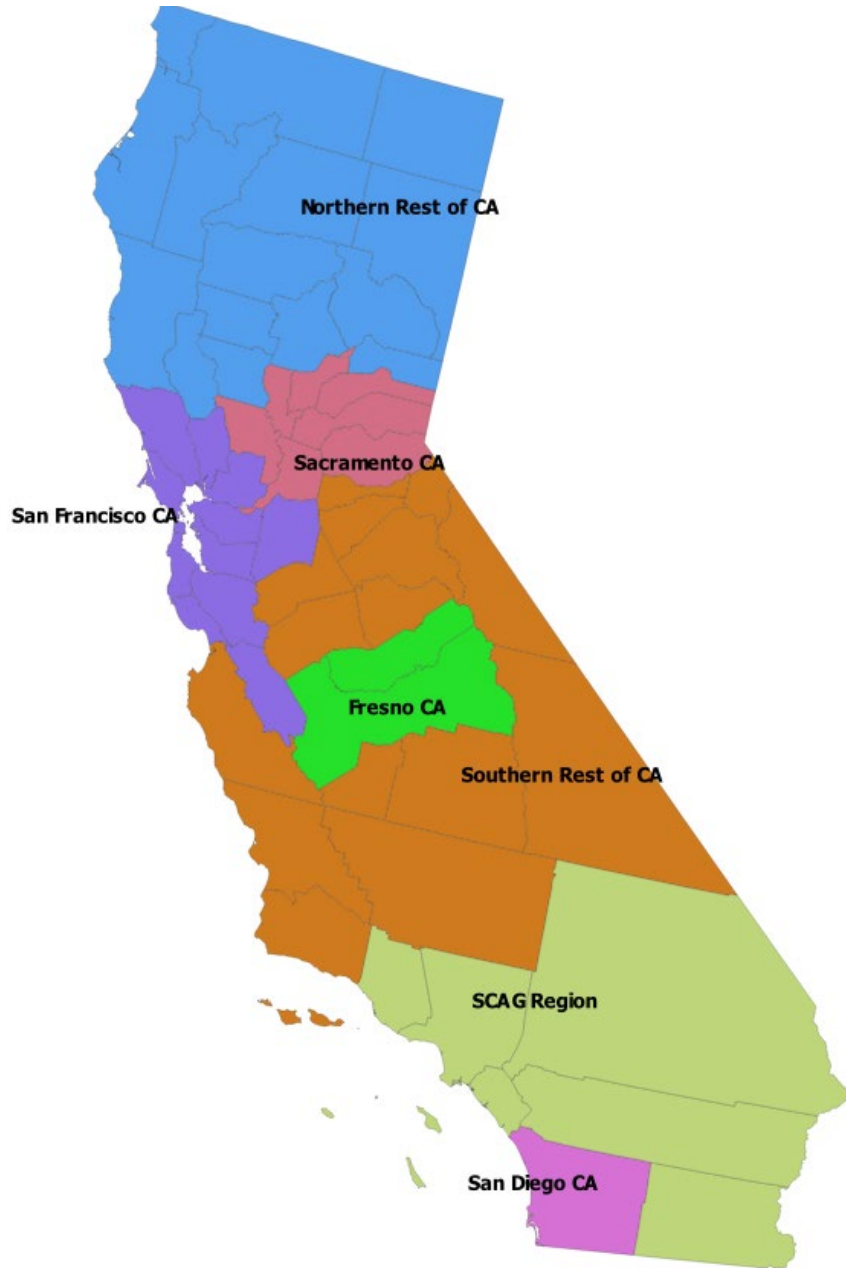 Northern Rest of CA
Sacramento CA
San Francisco CA
Fresno CA
Southern Rest of CA
SCAG Region
San Diego CA